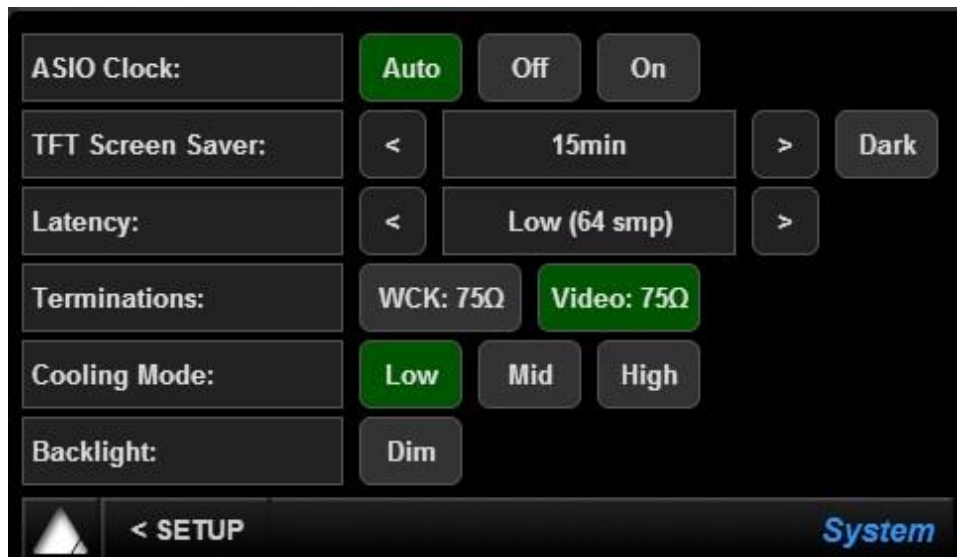 ASIO Clock: Auto Off On
TFT Screen Saver: < 15min > Dark
Latency: < Low (64 smp) >
Terminations: WCK: 75Ω Video: 75Ω
Cooling Mode: Low Mid High
Backlight: Dim
< SETUP System